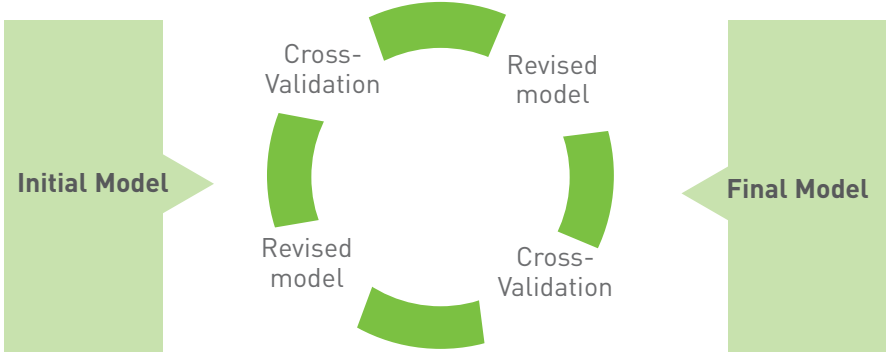 Initial Model
Cross-
Validation
Revised
model
Revised
model
Cross-
Validation
Final Model